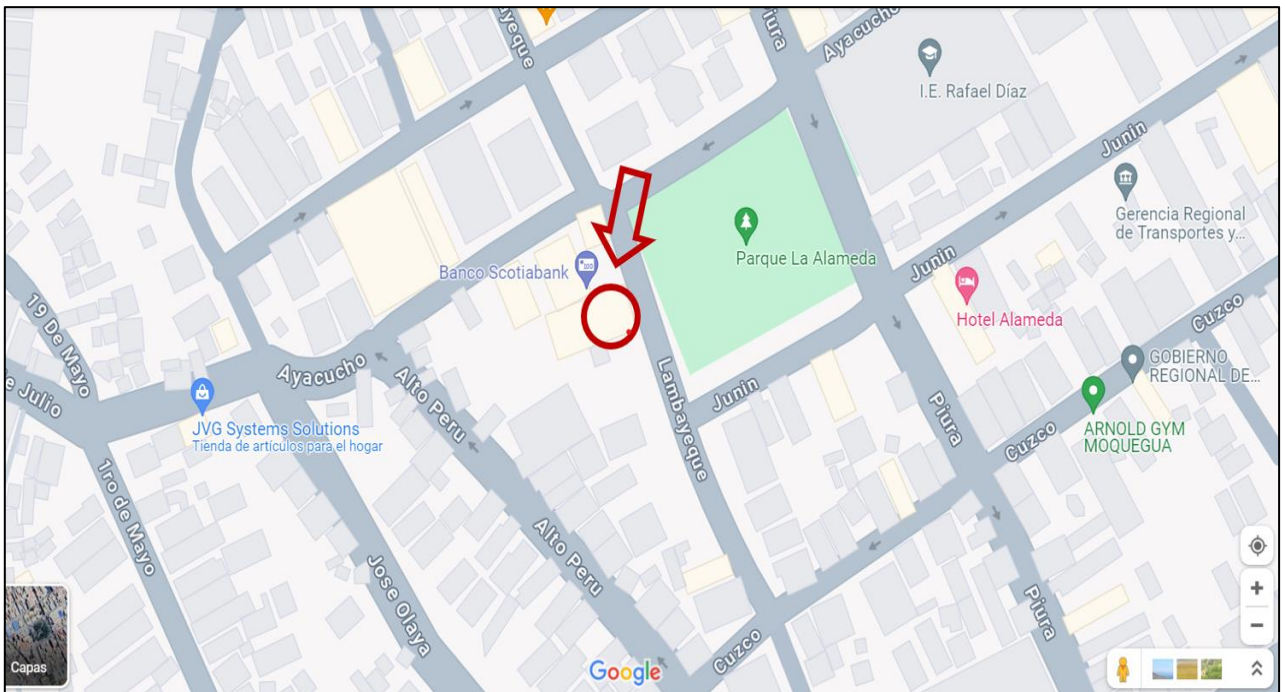 yeque
Piura
Ayacucho
I.E. Rafael Díaz
Junin
Gerencia Regional
de Transportes y...
Banco Scotiabank
Parque La Alameda
Junin
Hotel Alameda
Cuzco
19 De Mayo
e Julio
Ayacucho
Alto Peru
Lambayeque
Junin
Piura
GOBIERNO
REGIONAL DE...
ARNOLD GYM
MOQUEGUA
Cuzco
JVG Systems Solutions
Tienda de artículos para el hogar
1ro de Mayo
Jose Olaya
Alto Peru
Piura
Cuzco
Capas
Google